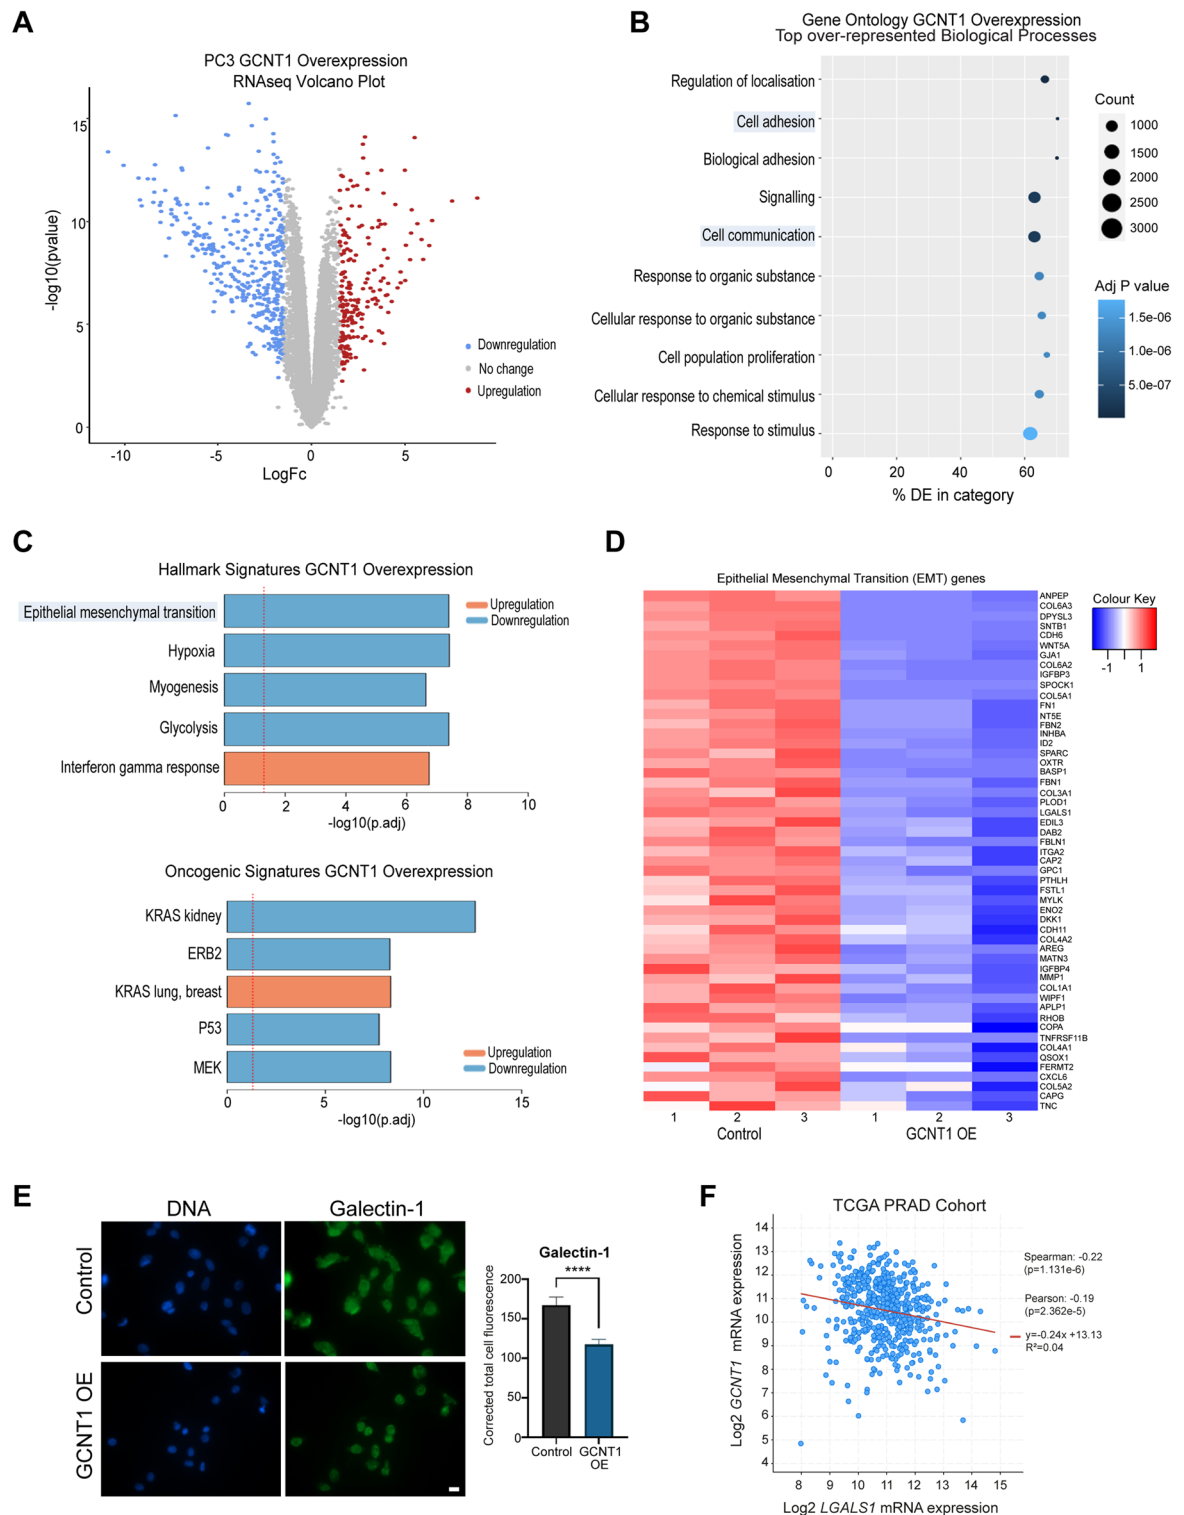 A
PC3 GCNT1 Overexpression
RNAseq Volcano Plot
-log10(pvalue)
15
10
5
0
-10
-5
0
5
LogFc
Downregulation
No change
Upregulation
B
Gene Ontology GCNT1 Overexpression
Top over-represented Biological Processes
Regulation of localisation
Cell adhesion
Biological adhesion
Signalling
Cell communication
Response to organic substance
Cellular response to organic substance
Cell population proliferation
Cellular response to chemical stimulus
Response to stimulus
0
20
40
60
% DE in category
Count
1000
1500
2000
2500
3000
Adj P value
1.5e-06
1.0e-06
5.0e-07
C
Hallmark Signatures GCNT1 Overexpression
Epithelial mesenchymal transition
Hypoxia
Myogenesis
Glycolysis
Interferon gamma response
Upregulation
Downregulation
0
2
4
6
8
10
-log10(p.adj)
Oncogenic Signatures GCNT1 Overexpression
KRAS kidney
ERB2
KRAS lung, breast
P53
MEK
Upregulation
Downregulation
0
5
10
15
-log10(p.adj)
D
Epithelial Mesenchymal Transition (EMT) genes
Colour Key
-1
1
ANPEP
COL6A3
DPYSL3
SNTB1
CDH6
WNT5A
GJA1
COL6A2
IGFBP3
SPOCK1
COL5A1
FN1
NT5E
FBN2
INHBA
ID2
SPARC
OXTR
BASP1
FBN1
COL3A1
PLOD1
LGALS1
EDIL3
DAB2
FBLN1
ITGA2
CAP2
GPC1
PTHLH
FSTL1
MYLK
ENO2
DKK1
CDH11
COL4A2
AREG
MATN3
IGFBP4
MMP1
COL1A1
WIPF1
APLP1
RHOB
COPA
TNFRSF11B
COL4A1
QSOX1
FERMT2
CXCL6
COL5A2
CAPG
TNC
1
2
3
1
2
3
Control
GCNT1 OE
E
DNA
Galectin-1
Control
GCNT1 OE
Galectin-1
****
Corrected total cell fluorescence
200
150
100
50
0
Control
GCNT1
OE
F
TCGA PRAD Cohort
Log2 GCNT1 mRNA expression
14
13
12
11
10
9
8
7
6
5
4
8
9
10
11
12
13
14
15
Log2 LGALS1 mRNA expression
Spearman: -0.22
(p=1.131e-6)
Pearson: -0.19
(p=2.362e-5)
y=-0.24x +13.13
R²=0.04